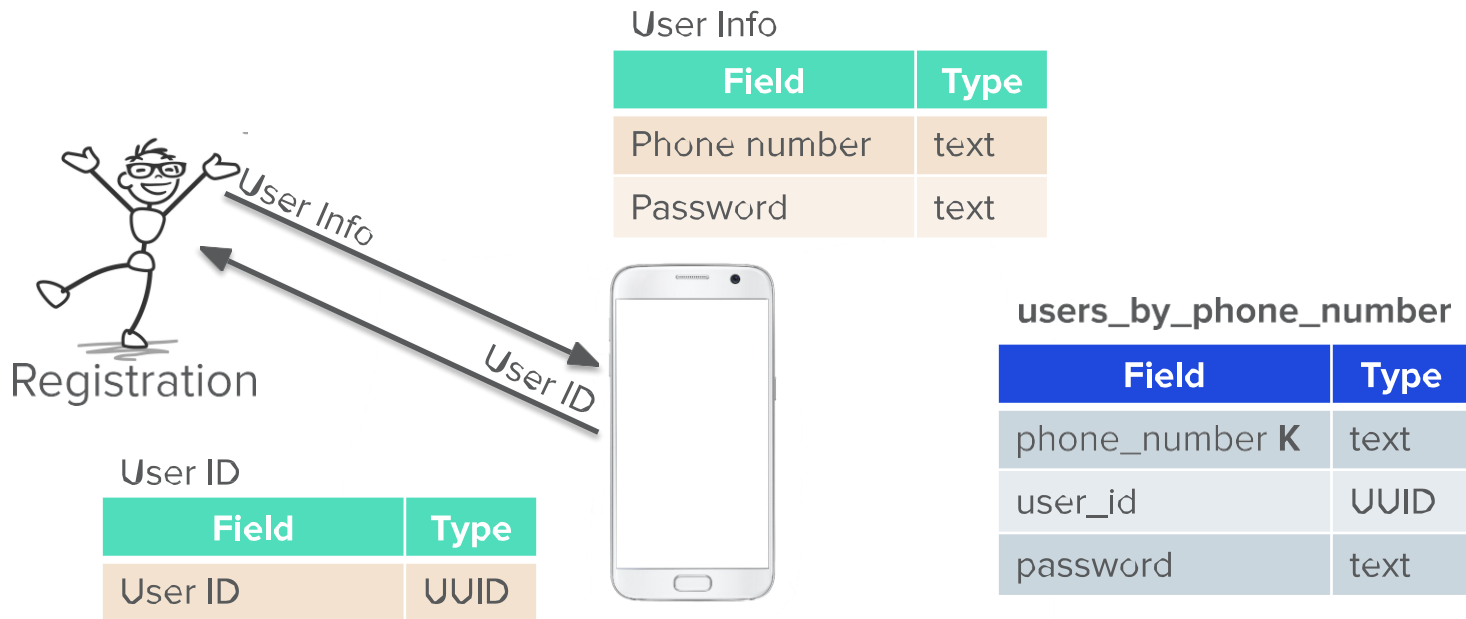 User Info
Field Type
Phone number text
Password text
User Info
User ID
Registration
users_by_phone_number
Field Type
phone_number K text
user_id UUID
password text
User ID
Field Type
User ID UUID